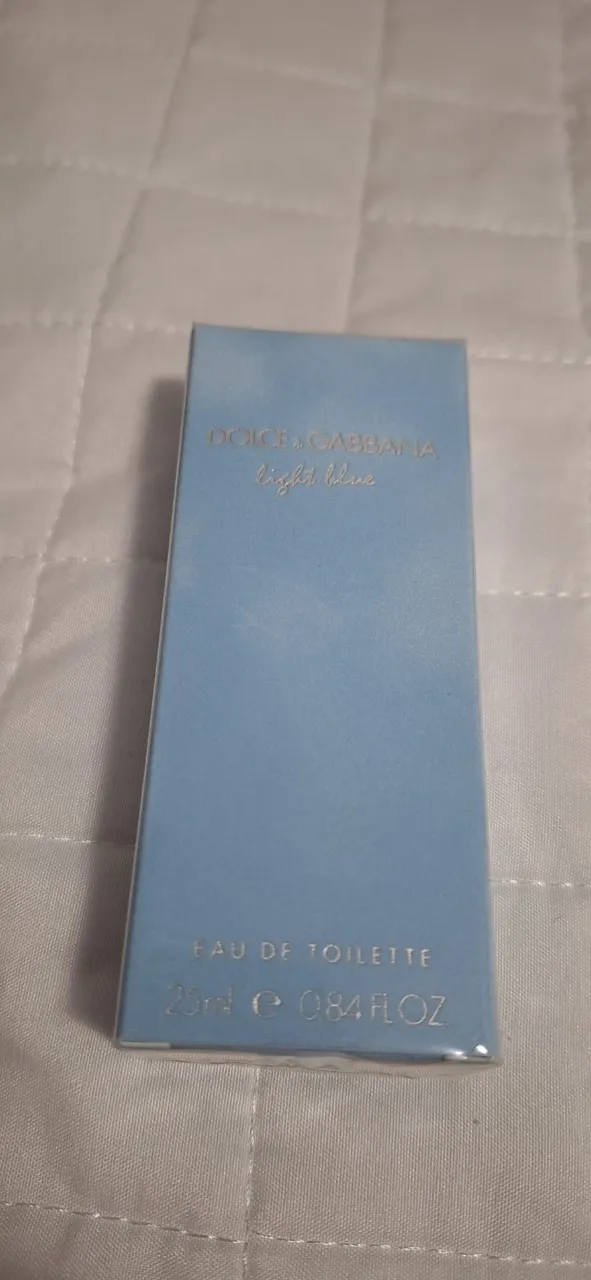 DOLCE & GABBANA
light blue
EAU DE TOILETTE
25ml ℮ 0.84 FL.OZ